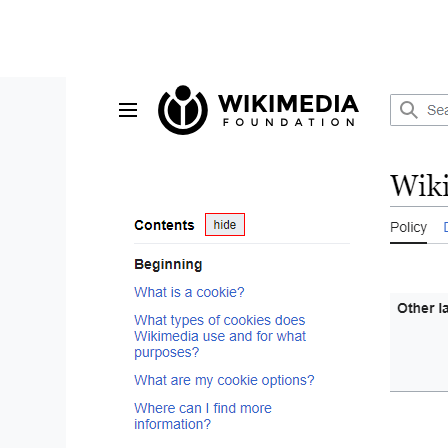 WIKIMEDIA
FOUNDATION
Sea
Wiki
Contents hide
Policy
Beginning
What is a cookie?
Other la
What types of cookies does
Wikimedia use and for what
purposes?
What are my cookie options?
Where can I find more
information?